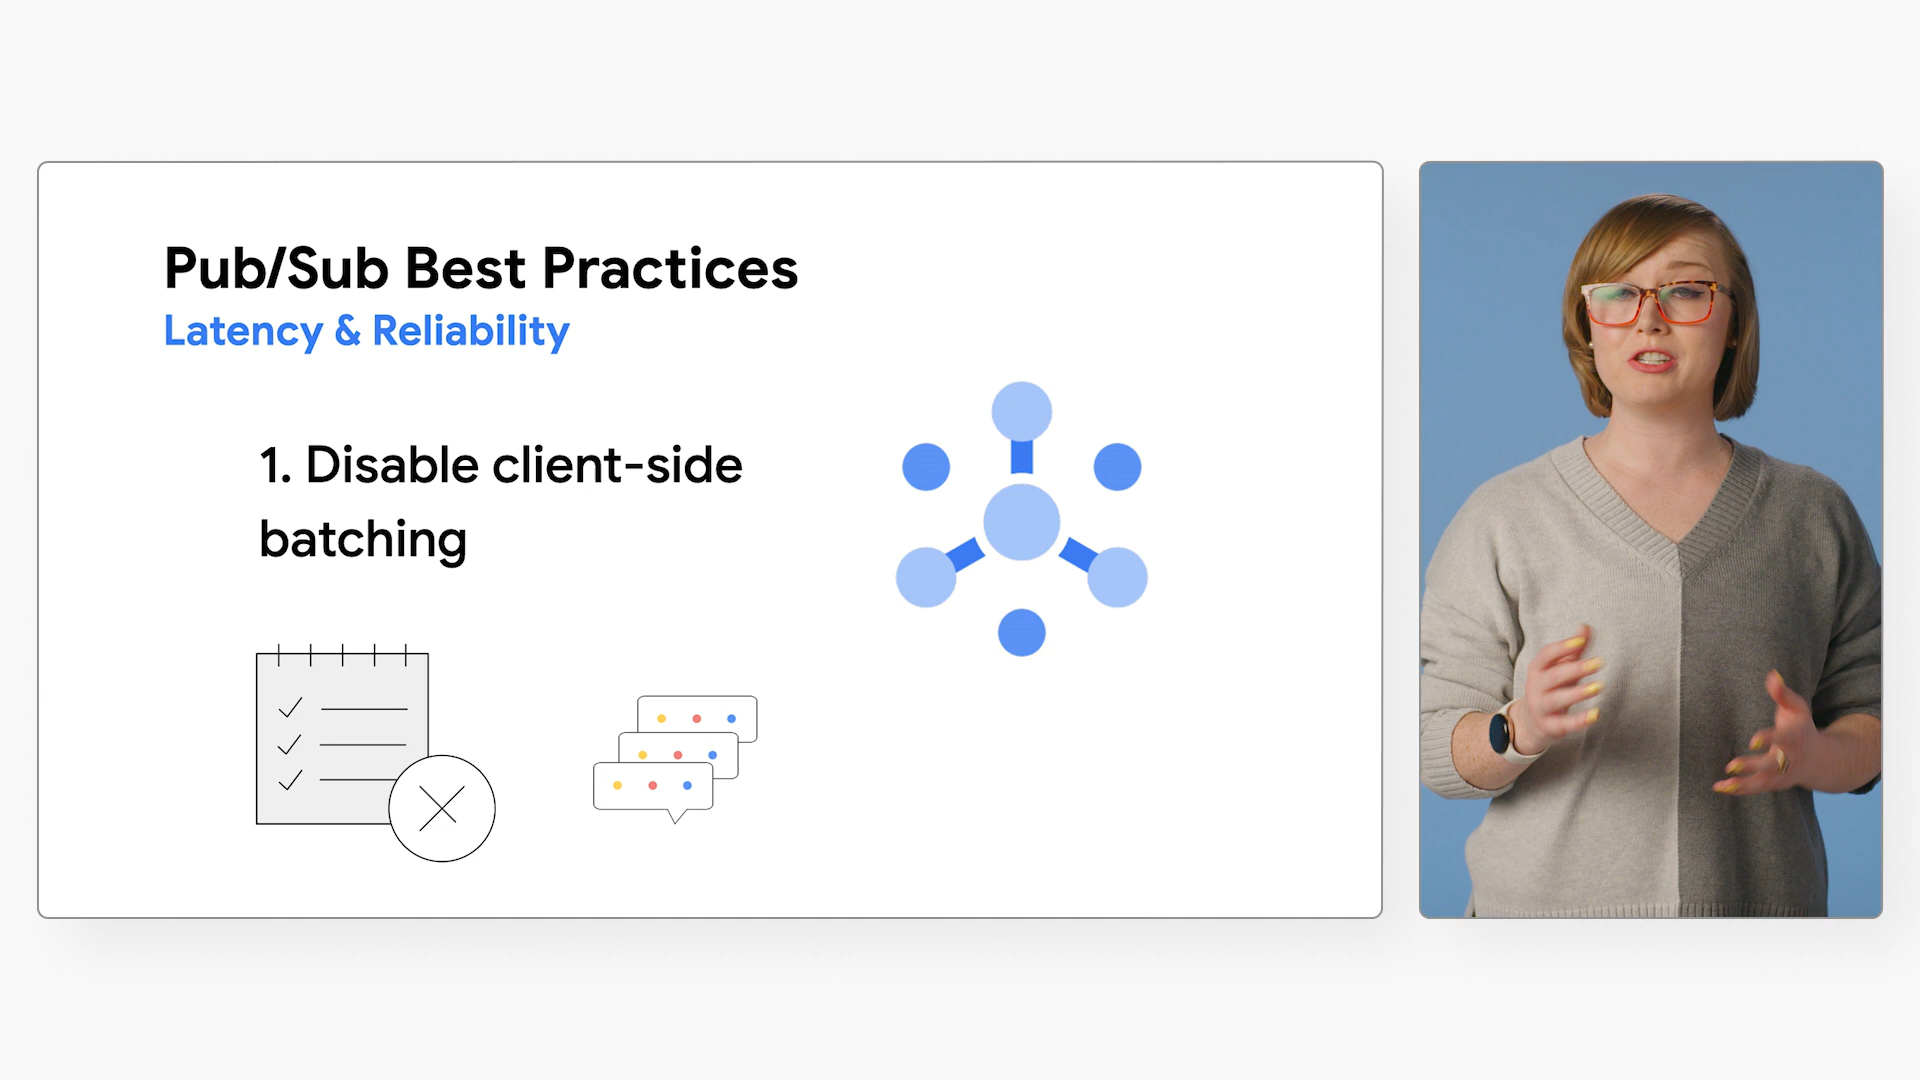 Pub/Sub Best Practices
Latency & Reliability
1. Disable client-side
batching